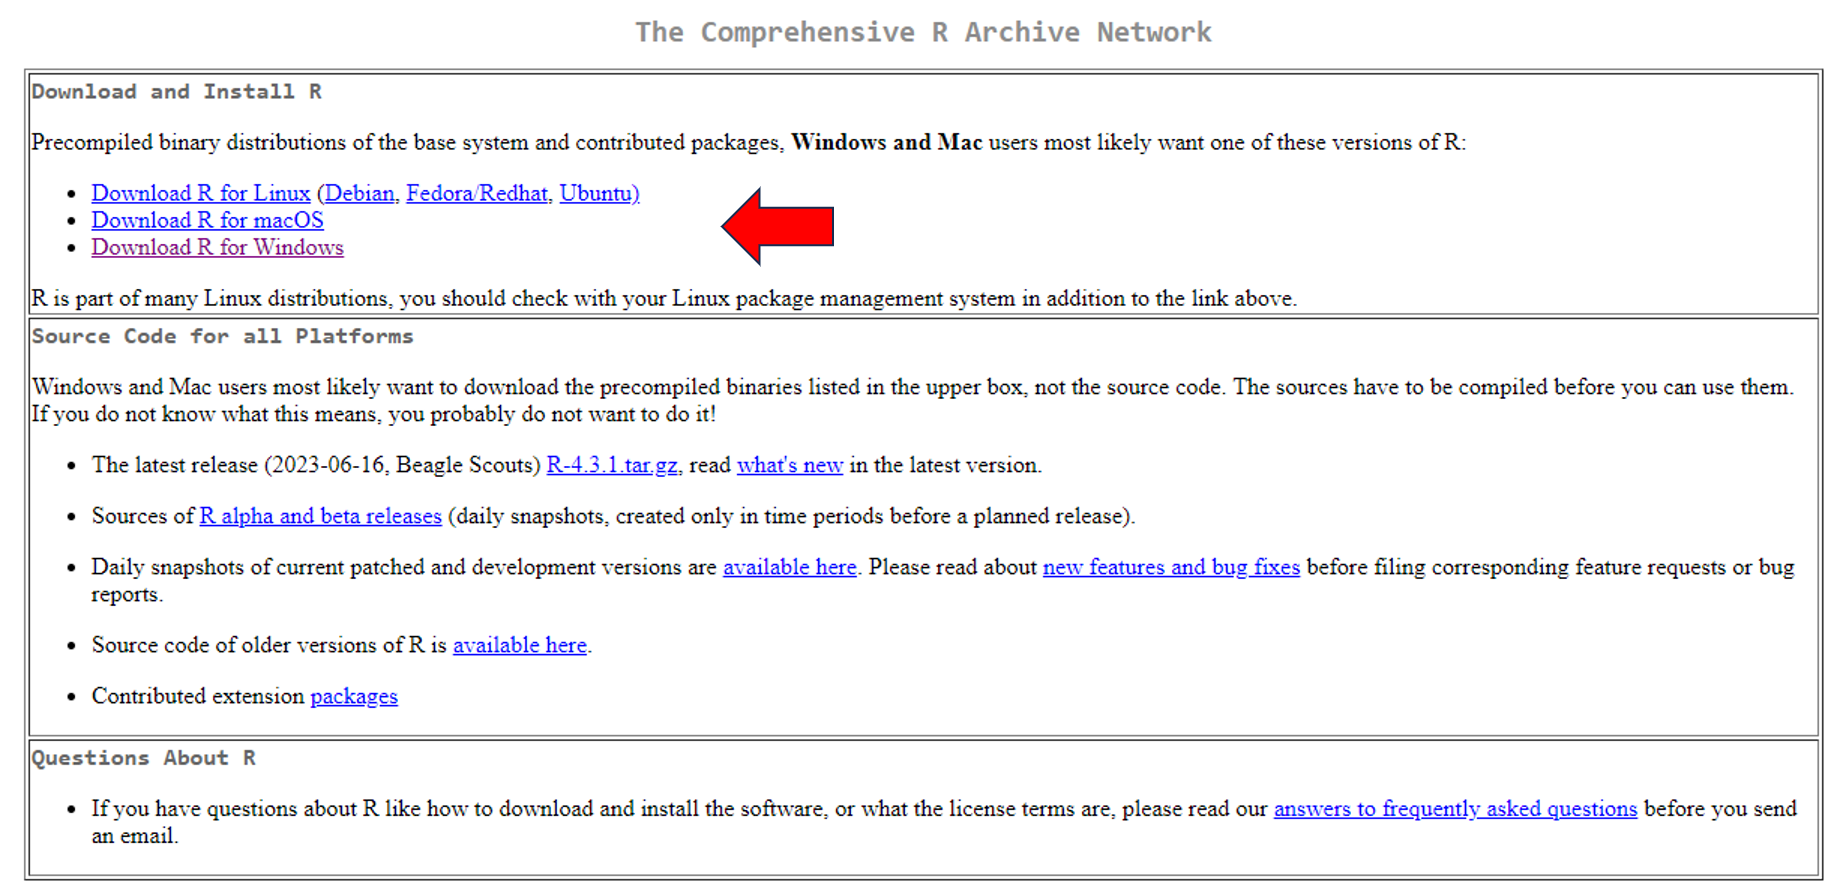 The Comprehensive R Archive Network
Download and Install R
Precompiled binary distributions of the base system and contributed packages, Windows and Mac users most likely want one of these versions of R:
Download R for Linux (Debian, Fedora/Redhat, Ubuntu)
Download R for macOS
Download R for Windows
R is part of many Linux distributions, you should check with your Linux package management system in addition to the link above.
Source Code for all Platforms
Windows and Mac users most likely want to download the precompiled binaries listed in the upper box, not the source code. The sources have to be compiled before you can use them.
If you do not know what this means, you probably do not want to do it!
The latest release (2023-06-16, Beagle Scouts) R-4.3.1.tar.gz, read what's new in the latest version.
Sources of R alpha and beta releases (daily snapshots, created only in time periods before a planned release).
Daily snapshots of current patched and development versions are available here. Please read about new features and bug fixes before filing corresponding feature requests or bug
reports.
Source code of older versions of R is available here.
Contributed extension packages
Questions About R
If you have questions about R like how to download and install the software, or what the license terms are, please read our answers to frequently asked questions before you send
an email.